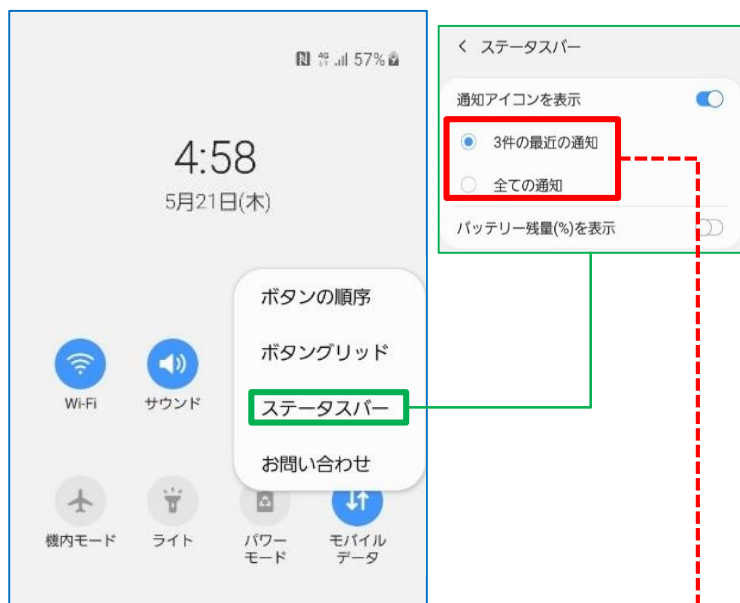 4G 57%
4:58
5月21日(木)
ボタンの順序
ボタングリッド
ステータスバー
お問い合わせ
Wi-Fi
サウンド
機内モード
ライト
パワー
モード
モバイル
データ
ステータスバー
通知アイコンを表示
3件の最近の通知
全ての通知
バッテリー残量(%)を表示